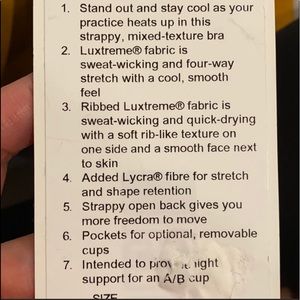 1. Stand out and stay cool as your
practice heats up in this
strappy, mixed-texture bra
2. Luxtreme® fabric is
sweat-wicking and four-way
stretch with a cool, smooth
feel
3. Ribbed Luxtreme® fabric is
sweat-wicking and quick-drying
with a soft rib-like texture on
one side and a smooth face next
to skin
4. Added Lycra® fibre for stretch
and shape retention
5. Strappy open back gives you
more freedom to move
6. Pockets for optional, removable
cups
7. Intended to
support for an A/B cup
SIZE